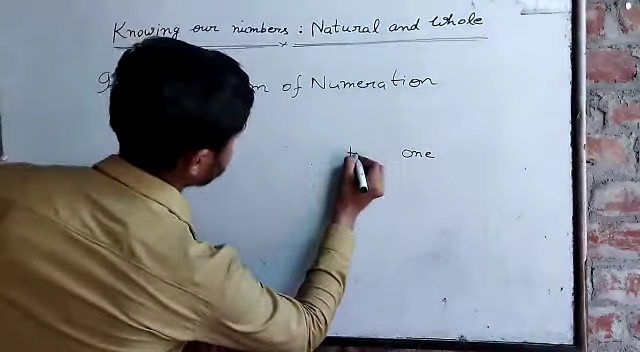 Knowing our numbers : Natural and whole
of Numeration
one